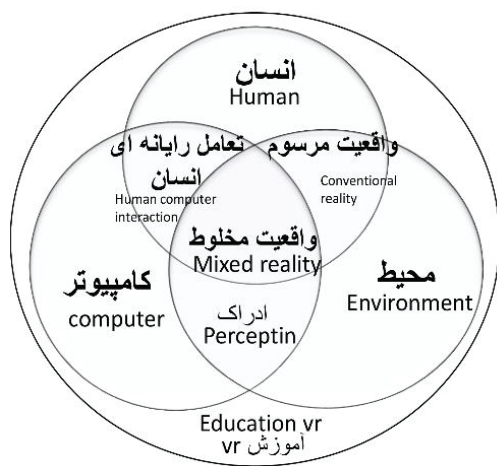 انسان
Human
تعامل رایانه ای
انسان
Human computer
interaction
واقعیت مرسوم
Conventional
reality
واقعیت مخلوط
Mixed reality
کامپیوتر
computer
محیط
Environment
ادراک
Perceptin
Education vr
آموزش vr